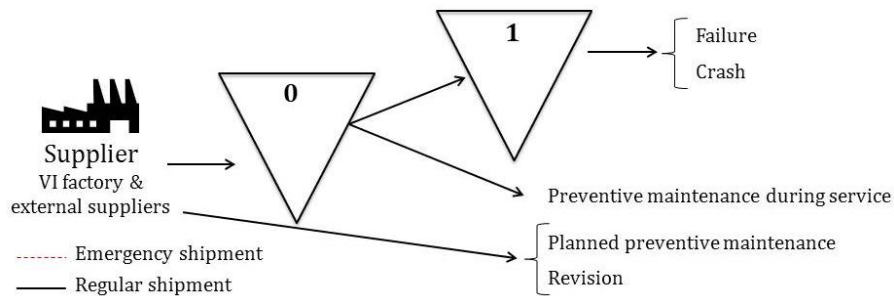 1
Failure
Crash
0
Supplier
VI factory &
external suppliers
Preventive maintenance during service
Planned preventive maintenance
Revision
Emergency shipment
Regular shipment